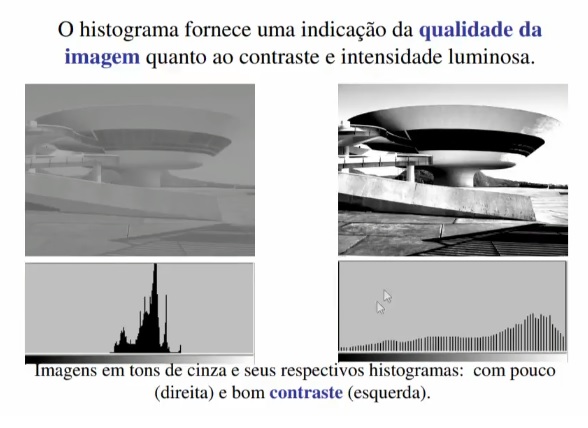 O histograma fornece uma indicação da qualidade da
imagem quanto ao contraste e intensidade luminosa.
Imagens em tons de cinza e seus respectivos histogramas: com pouco
(direita) e bom contraste (esquerda).